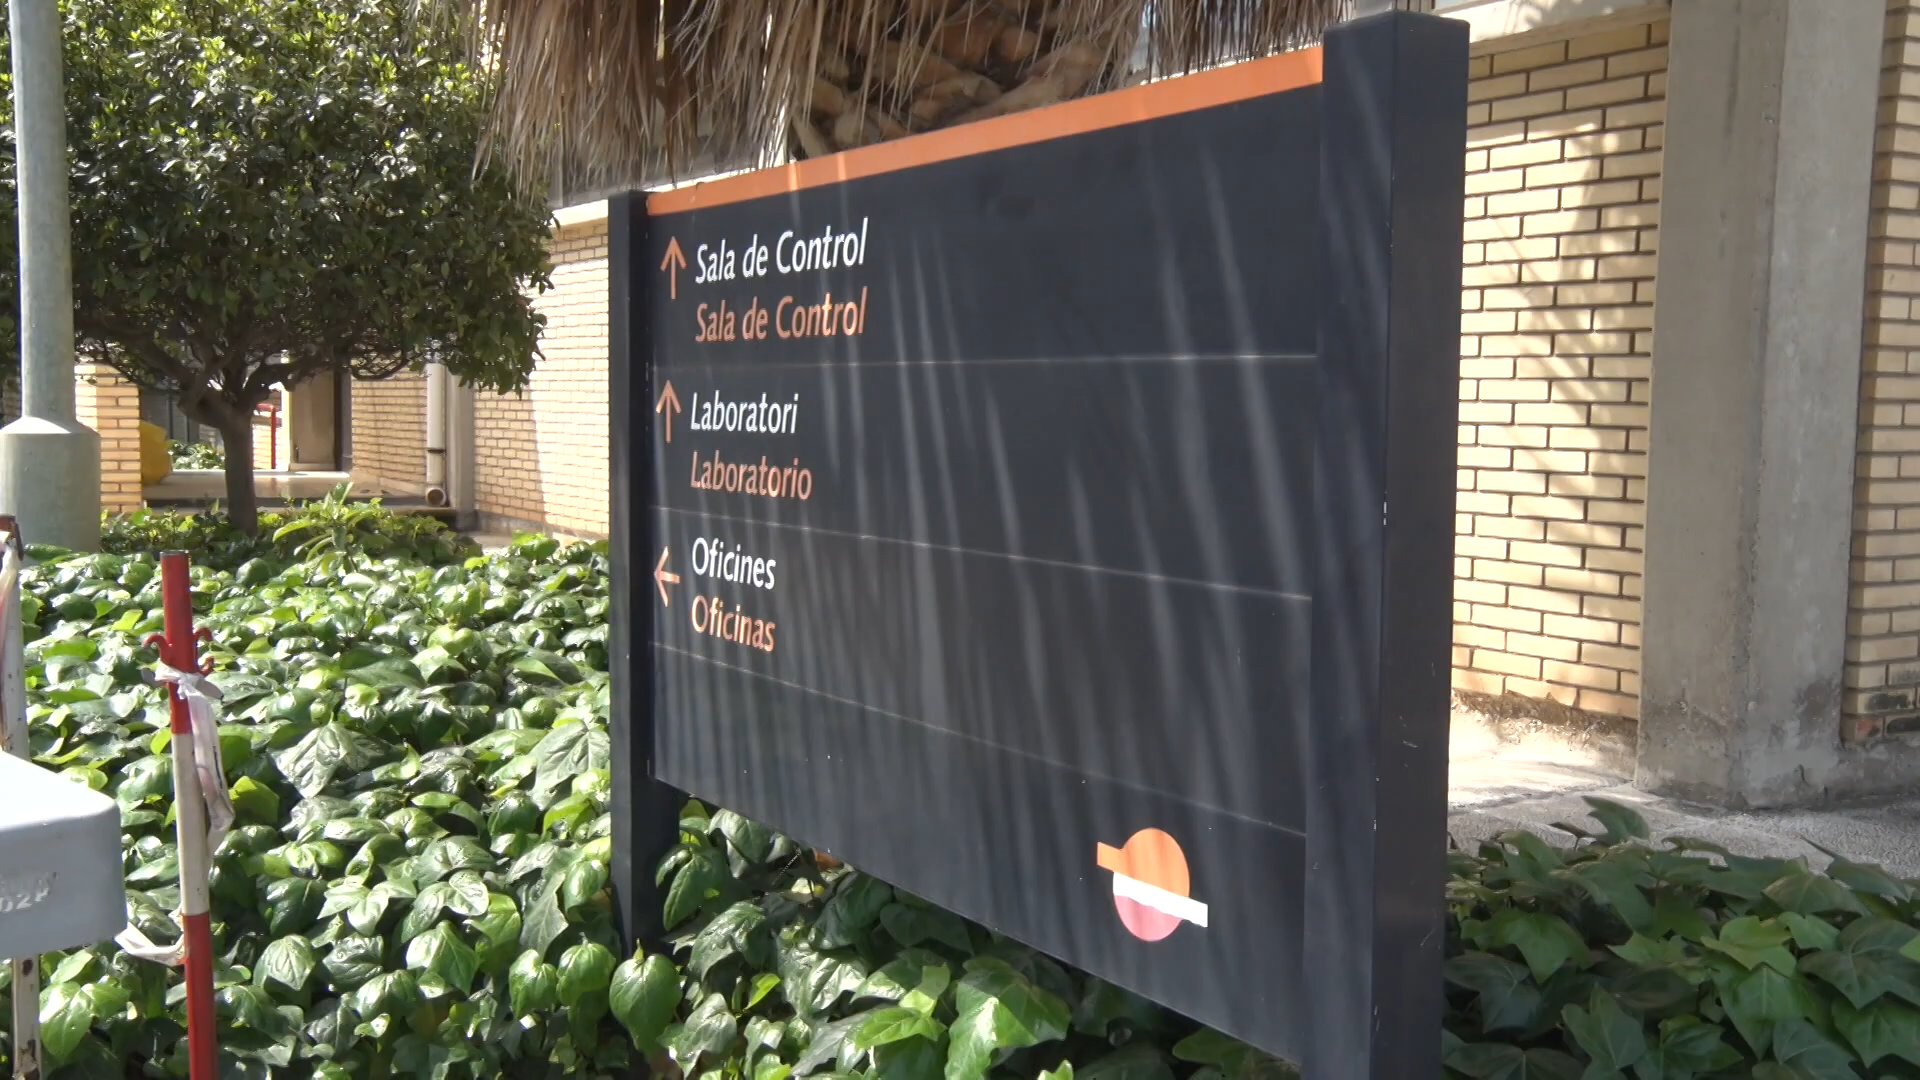 Sala de Control
Sala de Control
Laboratori
Laboratorio
Oficines
Oficinas